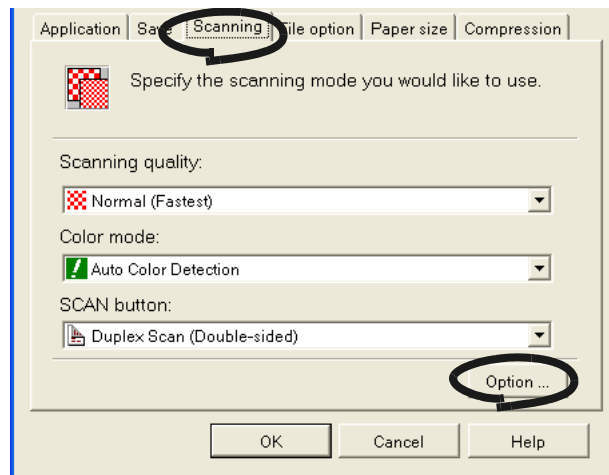 Application Save Scanning File option Paper size Compression
Specify the scanning mode you would like to use.
Scanning quality:
Normal (Fastest)
Color mode:
Auto Color Detection
SCAN button:
Duplex Scan (Double-sided)
Option ...
OK Cancel Help